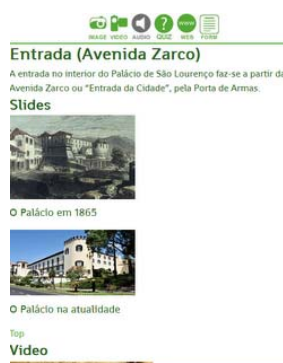 IMAGE VIDEO AUDIO QUIZ WEB FORM
Entrada (Avenida Zarco)
A entrada no interior do Palácio de São Lourenço faz-se a partir da
Avenida Zarco ou “Entrada da Cidade”, pela Porta de Armas.
Slides
O Palácio em 1865
O Palácio na atualidade
Top
Video